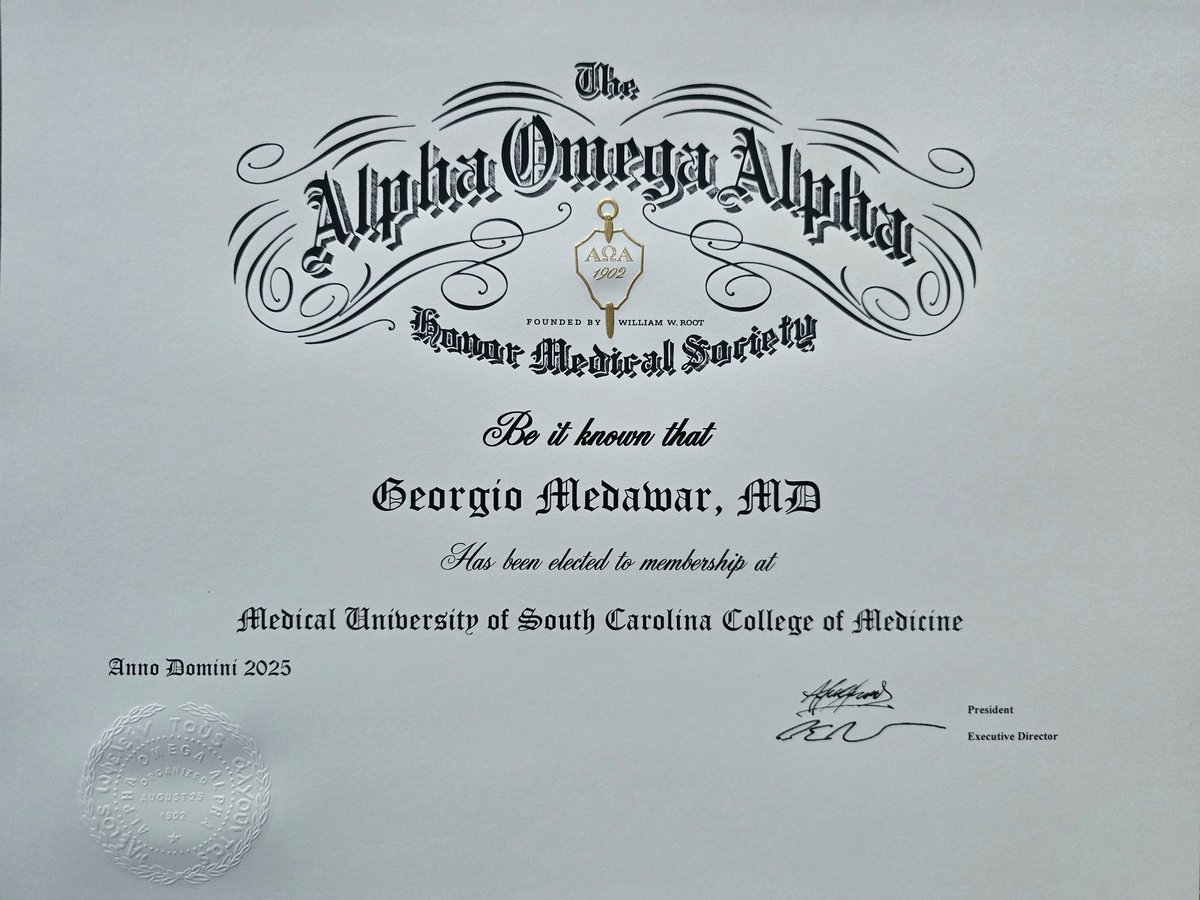 The
Alpha Omega Alpha
ΑΩΑ
1902
FOUNDED BY WILLIAM W. ROOT
Honor Medical Society
Be it known that
Georgio Medawar, MD
Has been elected to membership at
Medical University of South Carolina College of Medicine
Anno Domini 2025
President
Executive Director
TOUS
ALPHA OMEGA ALPHA
ORGANIZED
AUGUST 25
1902